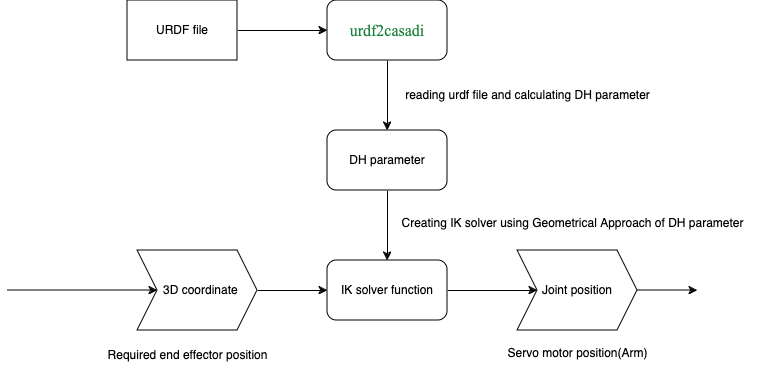 URDF file
urdf2casadi
reading urdf file and calculating DH parameter
DH parameter
Creating IK solver using Geometrical Approach of DH parameter
3D coordinate
IK solver function
Joint position
Required end effector position
Servo motor position(Arm)